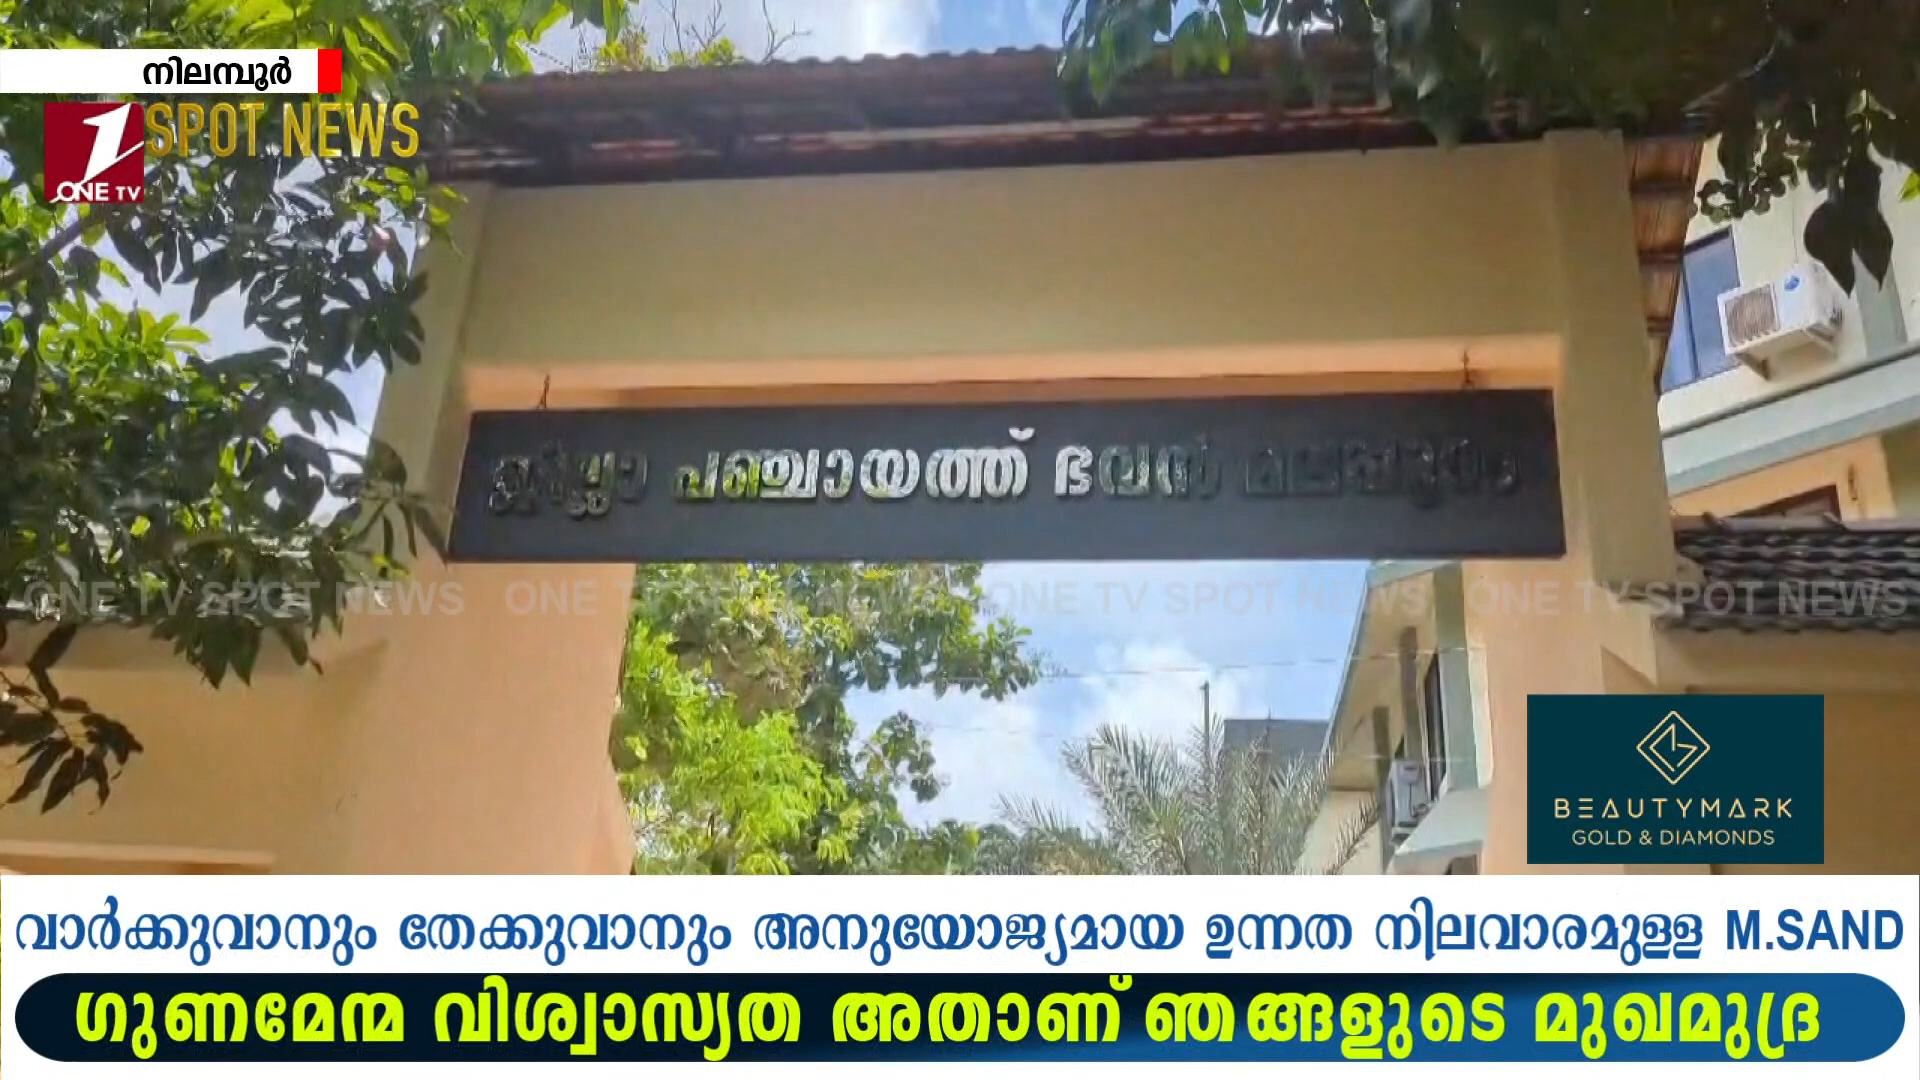 നിലമ്പൂർ
SPOT NEWS
1
ONE TV
ജില്ലാ പഞ്ചായത്ത് ഭവൻ മലപ്പുറം
ONE TV SPOT NEWS ONE TV SPOT NEWS ONE TV SPOT NEWS ONE TV SPOT NEWS
BEAUTYMARK
GOLD & DIAMONDS
വാർക്കുവാനും തേക്കുവാനും അനുയോജ്യമായ ഉന്നത നിലവാരമുള്ള M.SAND
ഗുണമേന്മ വിശ്വാസ്യത അതാണ് ഞങ്ങളുടെ മുഖമുദ്ര